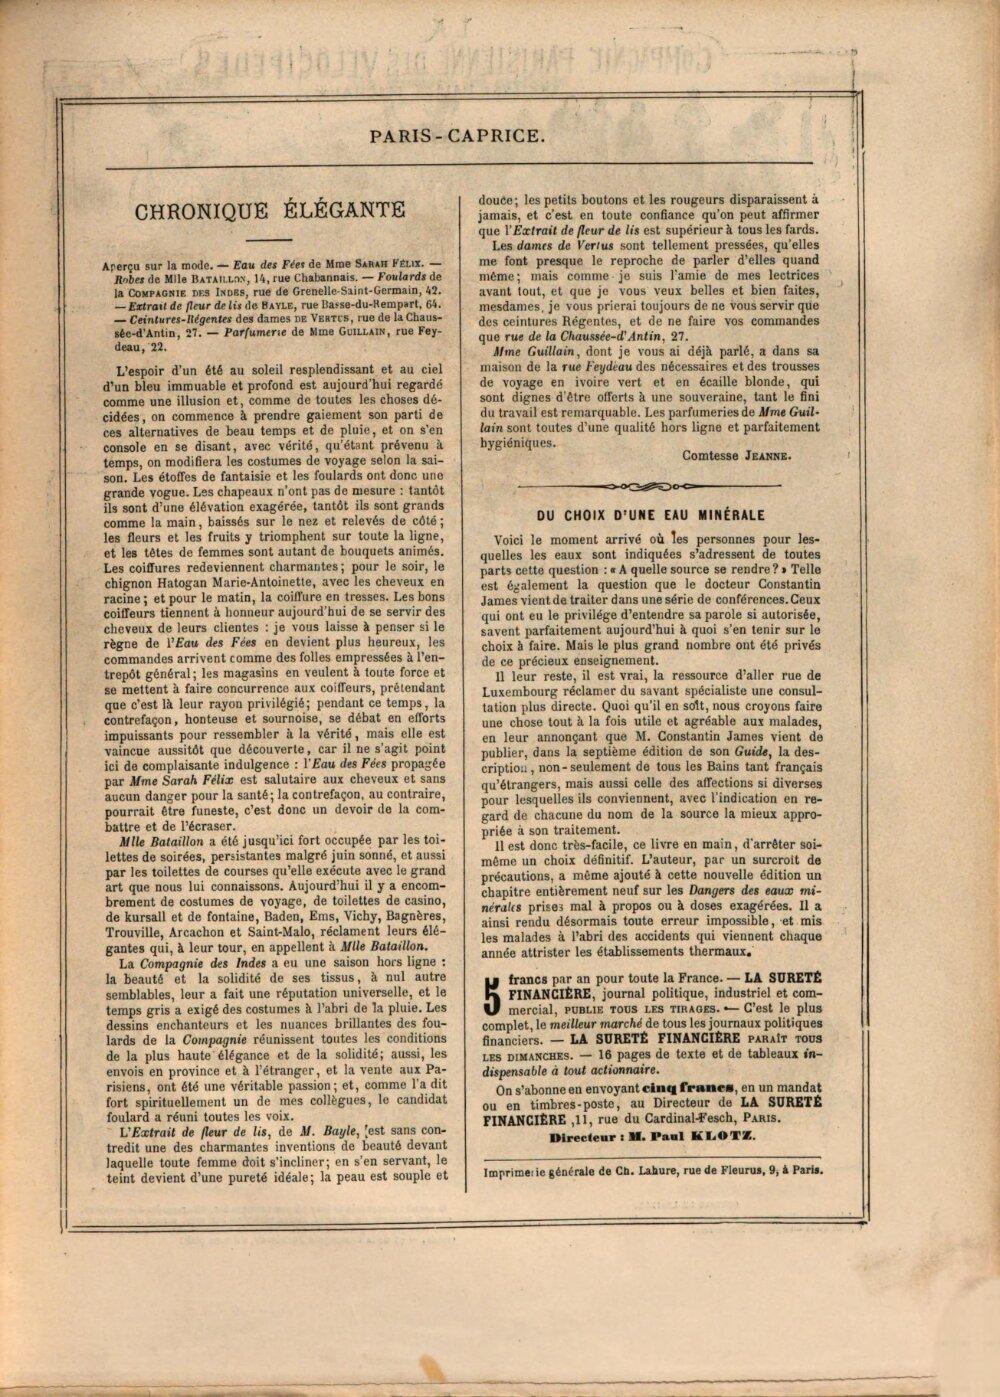 PARIS-CAPRICE.
CHRONIQUE ÉLÉGANTE
Aperçu sur la mode. — Eau des Fées de Mme SARAH FÉLIX. —
Robes de Mlle BATAILLON, 14, rue Chabannais. — Foulards de
la COMPAGNIE DES INDES, rue de Grenelle-Saint-Germain, 42.
— Extrait de fleur de lis de BAYLE, rue Basse-du-Rempart, 64.
— Ceintures-Régentes des dames DE VERTUS, rue de la Chaus-
sée-d'Antin, 27. — Parfumerie de Mme GUILLAIN, rue Fey-
deau, 22.
L'espoir d'un été au soleil resplendissant et au ciel
d'un bleu immuable et profond est aujourd'hui regardé
comme une illusion et, comme de toutes les choses dé-
cidées, on commence à prendre gaiement son parti de
ces alternatives de beau temps et de pluie, et on s'en
console en se disant, avec vérité, qu'étant prévenu à
temps, on modifiera les costumes de voyage selon la sai-
son. Les étoffes de fantaisie et les foulards ont donc une
grande vogue. Les chapeaux n'ont pas de mesure : tantôt
ils sont d'une élévation exagérée, tantôt ils sont grands
comme la main, baissés sur le nez et relevés de côté ;
les fleurs et les fruits y triomphent sur toute la ligne,
et les têtes de femmes sont autant de bouquets animés.
Les coiffures redeviennent charmantes ; pour le soir, le
chignon Hatogan Marie-Antoinette, avec les cheveux en
racine ; et pour le matin, la coiffure en tresses. Les bons
coiffeurs tiennent à honneur aujourd'hui de se servir des
cheveux de leurs clientes : je vous laisse à penser si le
règne de l'Eau des Fées en devient plus heureux, les
commandes arrivent comme des folles empressées à l'en-
trepôt général ; les magasins en veulent à toute force et
se mettent à faire concurrence aux coiffeurs, prétendant
que c'est là leur rayon privilégié ; pendant ce temps, la
contrefaçon, honteuse et sournoise, se débat en efforts
impuissants pour ressembler à la vérité, mais elle est
vaincue aussitôt que découverte, car il ne s'agit point
ici de complaisante indulgence : l'Eau des Fées propagée
par Mme Sarah Félix est salutaire aux cheveux et sans
aucun danger pour la santé ; la contrefaçon, au contraire,
pourrait être funeste, c'est donc un devoir de la com-
battre et de l'écraser.
Mlle Bataillon a été jusqu'ici fort occupée par les toi-
lettes de soirées, persistantes malgré juin sonné, et aussi
par les toilettes de courses qu'elle exécute avec le grand
art que nous lui connaissons. Aujourd'hui il y a encom-
brement de costumes de voyage, de toilettes de casino,
de kursall et de fontaine, Baden, Ems, Vichy, Bagnères,
Trouville, Arcachon et Saint-Malo, réclament leurs élé-
gantes qui, à leur tour, en appellent à Mlle Bataillon.
La Compagnie des Indes a eu une saison hors ligne :
la beauté et la solidité de ses tissus, à nul autre
semblables, leur a fait une réputation universelle, et le
temps gris a exigé des costumes à l'abri de la pluie. Les
dessins enchanteurs et les nuances brillantes des fou-
lards de la Compagnie réunissent toutes les conditions
de la plus haute élégance et de la solidité ; aussi, les
envois en province et à l'étranger, et la vente aux Pa-
risiens, ont été une véritable passion ; et, comme l'a dit
fort spirituellement un de mes collègues, le candidat
foulard a réuni toutes les voix.
L'Extrait de fleur de lis, de M. Bayle, est sans con-
tredit une des charmantes inventions de beauté devant
laquelle toute femme doit s'incliner ; en s'en servant, le
teint devient d'une pureté idéale ; la peau est souple et
douce ; les petits boutons et les rougeurs disparaissent à
jamais, et c'est en toute confiance qu'on peut affirmer
que l'Extrait de fleur de lis est supérieur à tous les fards.
Les dames de Vertus sont tellement pressées, qu'elles
me font presque le reproche de parler d'elles quand
même ; mais comme je suis l'amie de mes lectrices
avant tout, et que je vous veux belles et bien faites,
mesdames, je vous prierai toujours de ne vous servir que
des ceintures Régentes, et de ne faire vos commandes
que rue de la Chaussée-d'Antin, 27.
Mme Guillain, dont je vous ai déjà parlé, a dans sa
maison de la rue Feydeau des nécessaires et des trousses
de voyage en ivoire vert et en écaille blonde, qui
sont dignes d'être offerts à une souveraine, tant le fini
du travail est remarquable. Les parfumeries de Mme Guil-
lain sont toutes d'une qualité hors ligne et parfaitement
hygiéniques.
Comtesse JEANNE.
DU CHOIX D'UNE EAU MINÉRALE
Voici le moment arrivé où les personnes pour les-
quelles les eaux sont indiquées s'adressent de toutes
parts cette question : « A quelle source se rendre ? » Telle
est également la question que le docteur Constantin
James vient de traiter dans une série de conférences. Ceux
qui ont eu le privilége d'entendre sa parole si autorisée,
savent parfaitement aujourd'hui à quoi s'en tenir sur le
choix à faire. Mais le plus grand nombre ont été privés
de ce précieux enseignement.
Il leur reste, il est vrai, la ressource d'aller rue de
Luxembourg réclamer du savant spécialiste une consul-
tation plus directe. Quoi qu'il en soit, nous croyons faire
une chose tout à la fois utile et agréable aux malades,
en leur annonçant que M. Constantin James vient de
publier, dans la septième édition de son Guide, la des-
cription, non-seulement de tous les Bains tant français
qu'étrangers, mais aussi celle des affections si diverses
pour lesquelles ils conviennent, avec l'indication en re-
gard de chacune du nom de la source la mieux appro-
priée à son traitement.
Il est donc très-facile, ce livre en main, d'arrêter soi-
même un choix définitif. L'auteur, par un surcroit de
précautions, a même ajouté à cette nouvelle édition un
chapitre entièrement neuf sur les Dangers des eaux mi-
nérales prises mal à propos ou à doses exagérées. Il a
ainsi rendu désormais toute erreur impossible, et mis
les malades à l'abri des accidents qui viennent chaque
année attrister les établissements thermaux.
5 francs par an pour toute la France. — LA SURETÉ
FINANCIÈRE, journal politique, industriel et com-
mercial, PUBLIE TOUS LES TIRAGES. — C'est le plus
complet, le meilleur marché de tous les journaux politiques
financiers. — LA SURETÉ FINANCIÈRE PARAÎT TOUS
LES DIMANCHES. — 16 pages de texte et de tableaux in-
dispensable à tout actionnaire.
On s'abonne en envoyant cinq francs, en un mandat
ou en timbres-poste, au Directeur de LA SURETÉ
FINANCIÈRE ,11, rue du Cardinal-Fesch, PARIS.
Directeur : M. Paul KLOTZ.
Imprimerie générale de Ch. Lahure, rue de Fleurus, 9, à Paris.